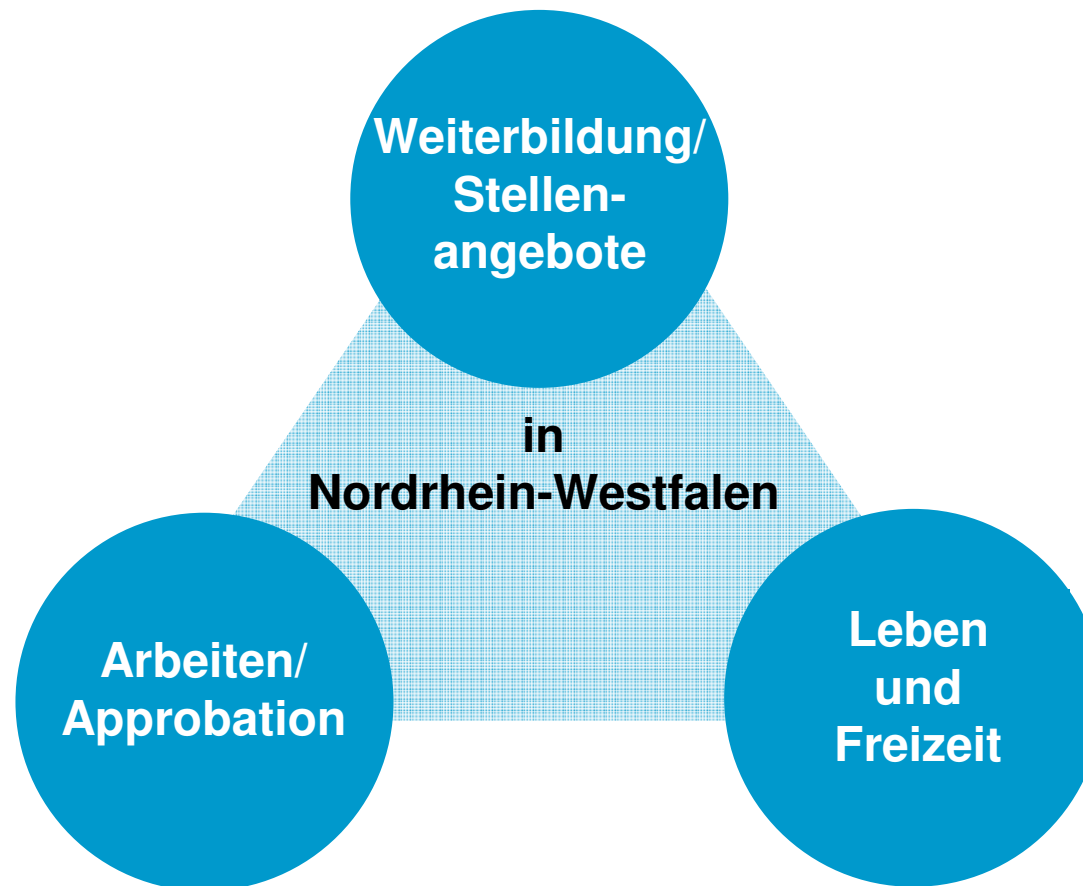 Weiterbildung/
Stellen-
angebote
in
Nordrhein-Westfalen
Arbeiten/
Approbation
Leben
und
Freizeit